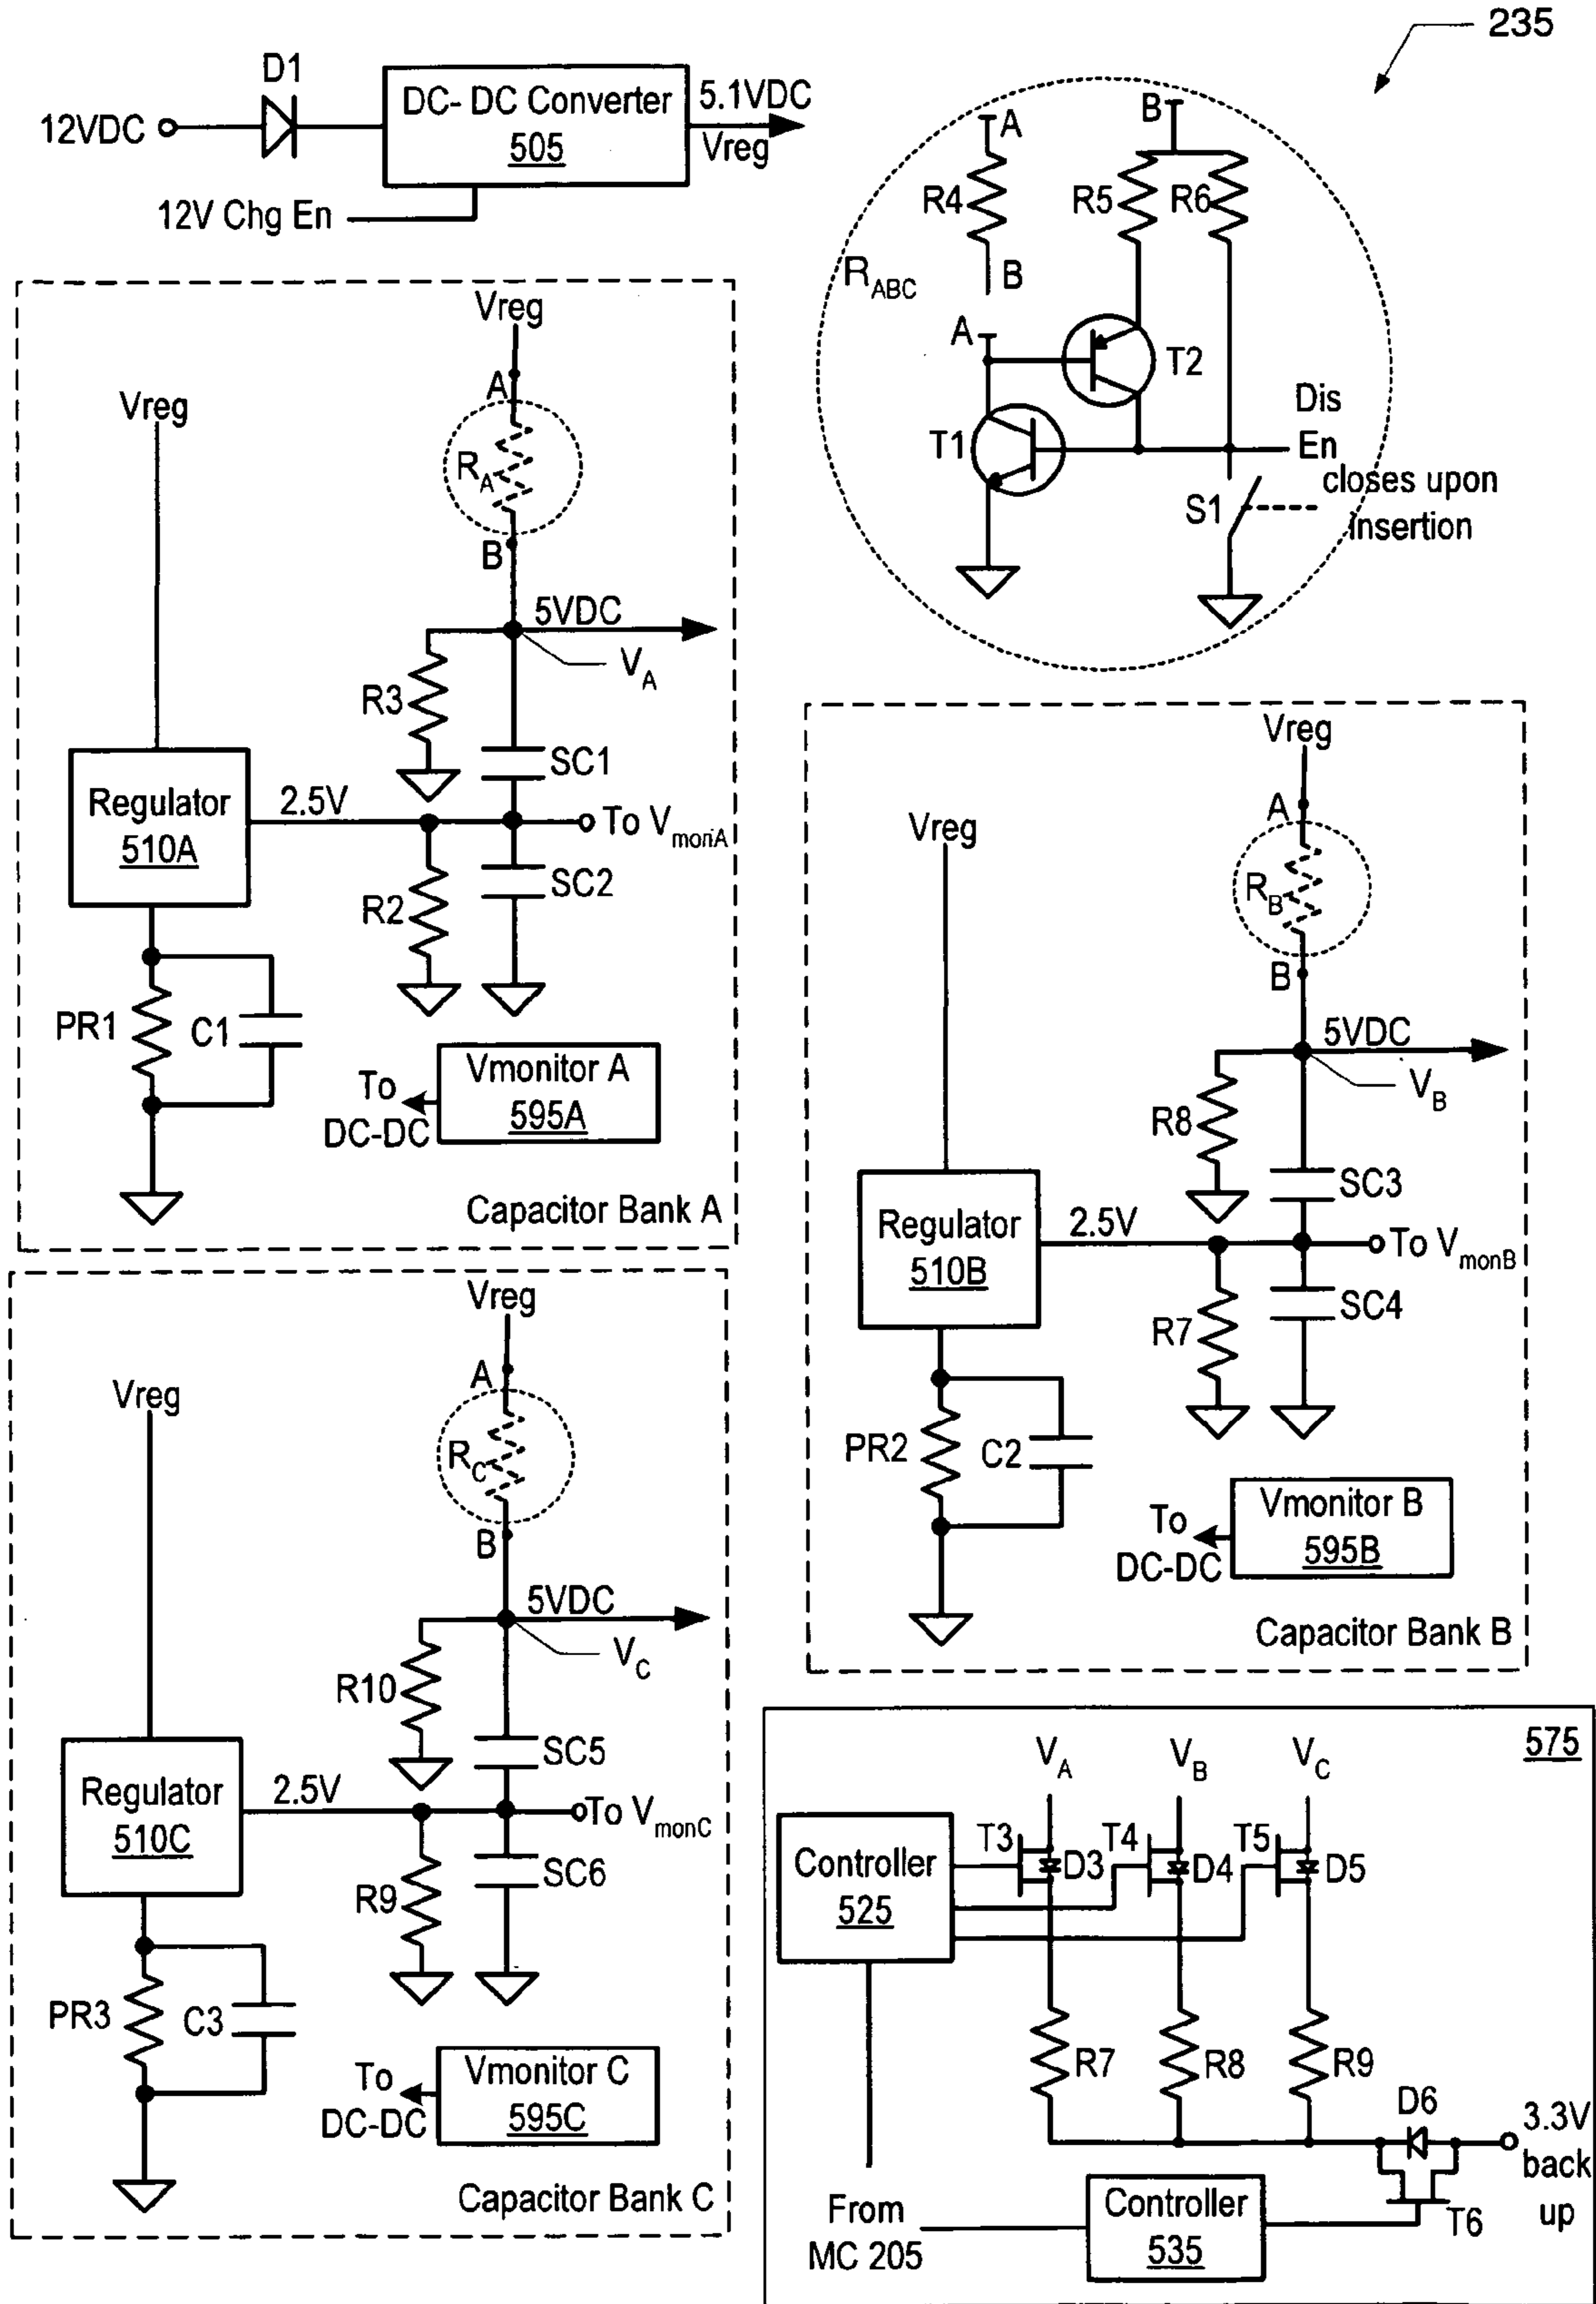 235
D1
12VDC
DC- DC Converter
505
5.1VDC
Vreg
12V Chg En
A
R4
B
B
R5
R6
RABC
A
T2
T1
Dis
En
closes upon
insertion
S1
Vreg
Vreg
A
RA
B
5VDC
VA
R3
SC1
Regulator
510A
2.5V
To VmonA
R2
SC2
PR1
C1
To
DC-DC
Vmonitor A
595A
Capacitor Bank A
Vreg
Vreg
A
RB
B
5VDC
VB
R8
SC3
Regulator
510B
2.5V
To VmonB
R7
SC4
PR2
C2
To
DC-DC
Vmonitor B
595B
Capacitor Bank B
Vreg
Vreg
A
RC
B
5VDC
VC
R10
SC5
Regulator
510C
2.5V
To VmonC
R9
SC6
PR3
C3
To
DC-DC
Vmonitor C
595C
Capacitor Bank C
575
VA
VB
VC
Controller
525
T3
D3
T4
D4
T5
D5
R7
R8
R9
D6
3.3V
back
up
T6
From
MC 205
Controller
535